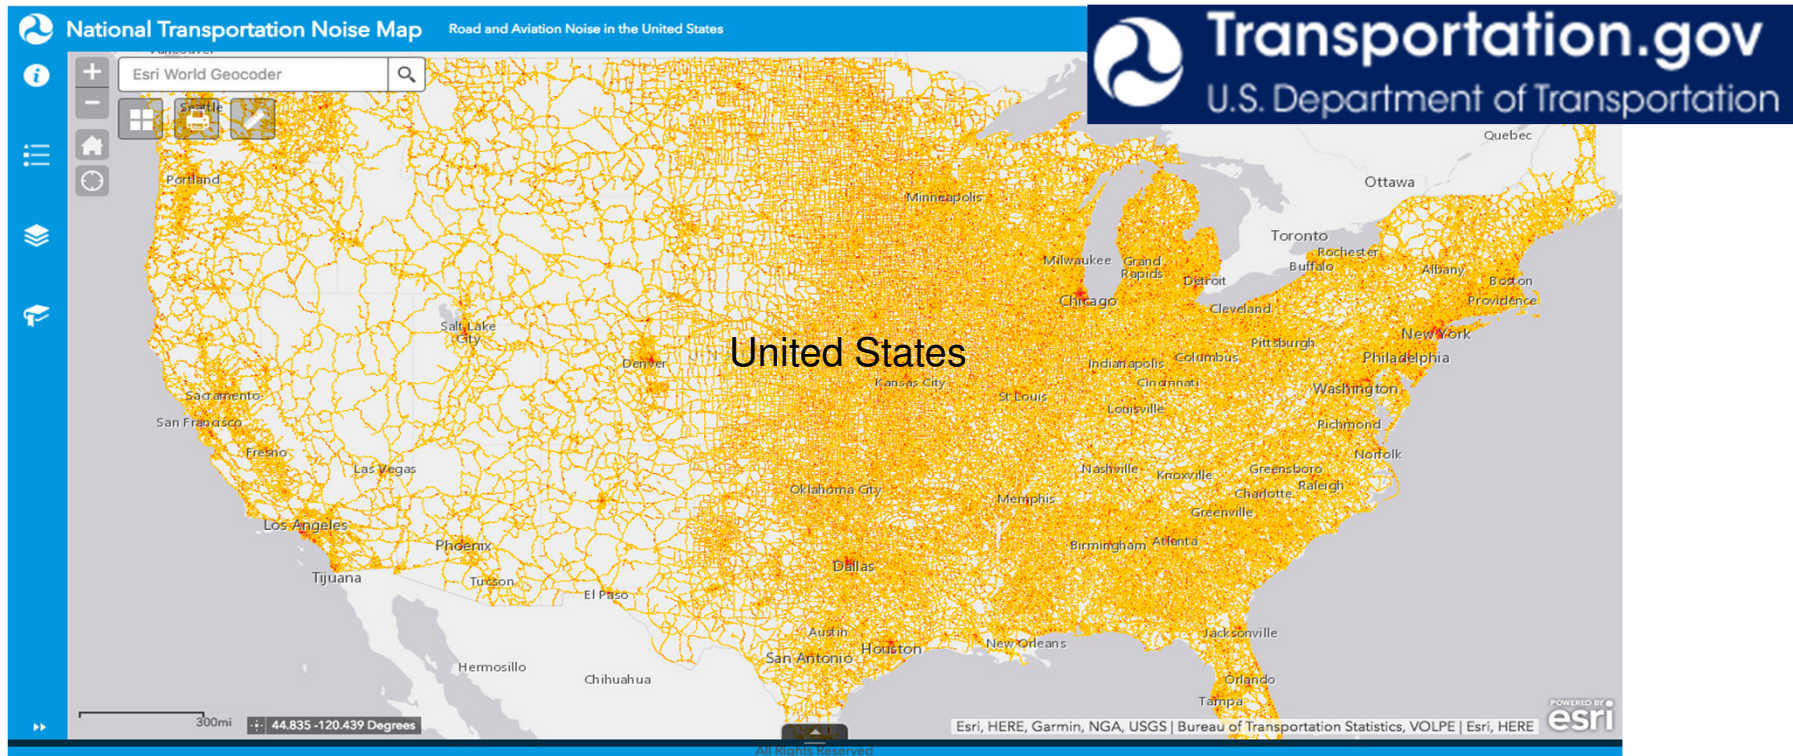 National Transportation Noise Map
Road and Aviation Noise in the United States
Transportation.gov
U.S. Department of Transportation
Vancouver
Esri World Geocoder
Seattle
Quebec
Portland
Ottawa
Minneapolis
Toronto
Rochester
Milwaukee
Grand
Rapids
Buffalo
Albany
Boston
Detroit
Providence
Chicago
Cleveland
Salt Lake
City
New York
Pittsburgh
United States
Denver
Indianapolis
Columbus
Philadelphia
Kansas City
Cincinnati
Washington
Sacramento
St Louis
Louisville
San Francisco
Richmond
Fresno
Norfolk
Las Vegas
Nashville
Knoxville
Greensboro
Oklahoma City
Memphis
Charlotte
Raleigh
Greenville
Los Angeles
Phoenix
Birmingham
Atlanta
Dallas
Tijuana
Tucson
El Paso
Austin
Jacksonville
New Orleans
Houston
San Antonio
Hermosillo
Chihuahua
Orlando
Tampa
300mi
44.835 -120.439 Degrees
Esri, HERE, Garmin, NGA, USGS | Bureau of Transportation Statistics, VOLPE | Esri, HERE
POWERED BY
esri
All Rights Reserved